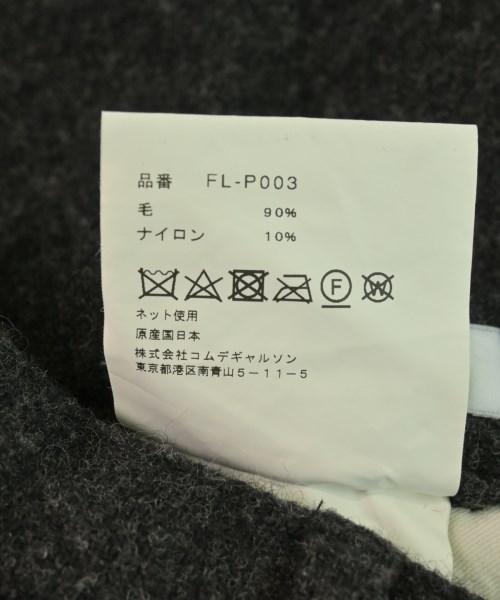 品番 FL-P003
毛 90%
ナイロン 10%
F W
ネット使用
原産国日本
株式会社コムデギャルソン
東京都港区南青山5-11-5